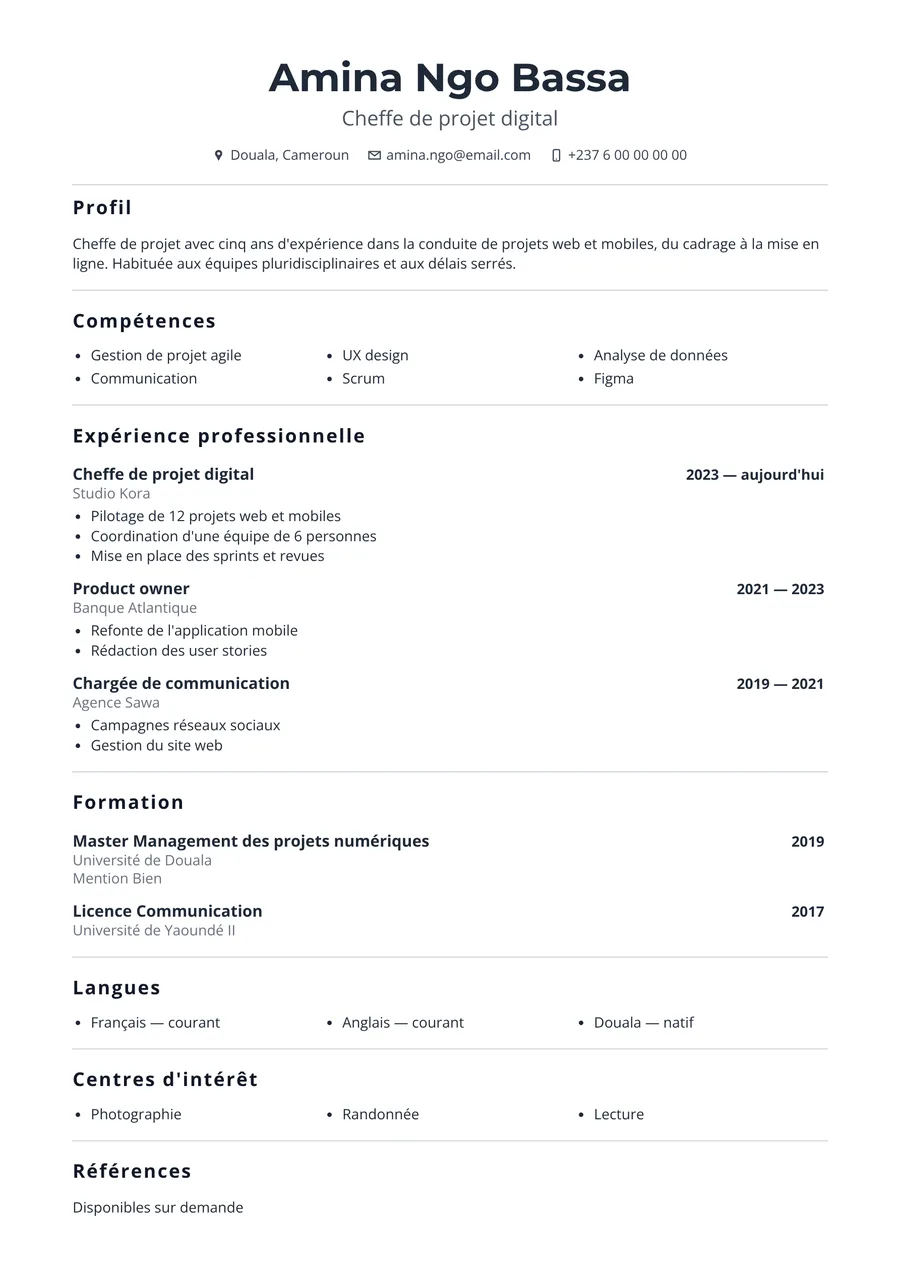 Amina Ngo Bassa
Cheffe de projet digital
Douala, Cameroun amina.ngo@email.com +237 6 00 00 00 00
Profil
Cheffe de projet avec cinq ans d'expérience dans la conduite de projets web et mobiles, du cadrage à la mise en
ligne. Habituée aux équipes pluridisciplinaires et aux délais serrés.
Compétences
• Gestion de projet agile • UX design • Analyse de données
• Communication • Scrum • Figma
Expérience professionnelle
Cheffe de projet digital 2023 — aujourd'hui
Studio Kora
• Pilotage de 12 projets web et mobiles
• Coordination d'une équipe de 6 personnes
• Mise en place des sprints et revues
Product owner 2021 — 2023
Banque Atlantique
• Refonte de l'application mobile
• Rédaction des user stories
Chargée de communication 2019 — 2021
Agence Sawa
• Campagnes réseaux sociaux
• Gestion du site web
Formation
Master Management des projets numériques 2019
Université de Douala
Mention Bien
Licence Communication 2017
Université de Yaoundé II
Langues
• Français — courant • Anglais — courant • Douala — natif
Centres d'intérêt
• Photographie • Randonnée • Lecture
Références
Disponibles sur demande